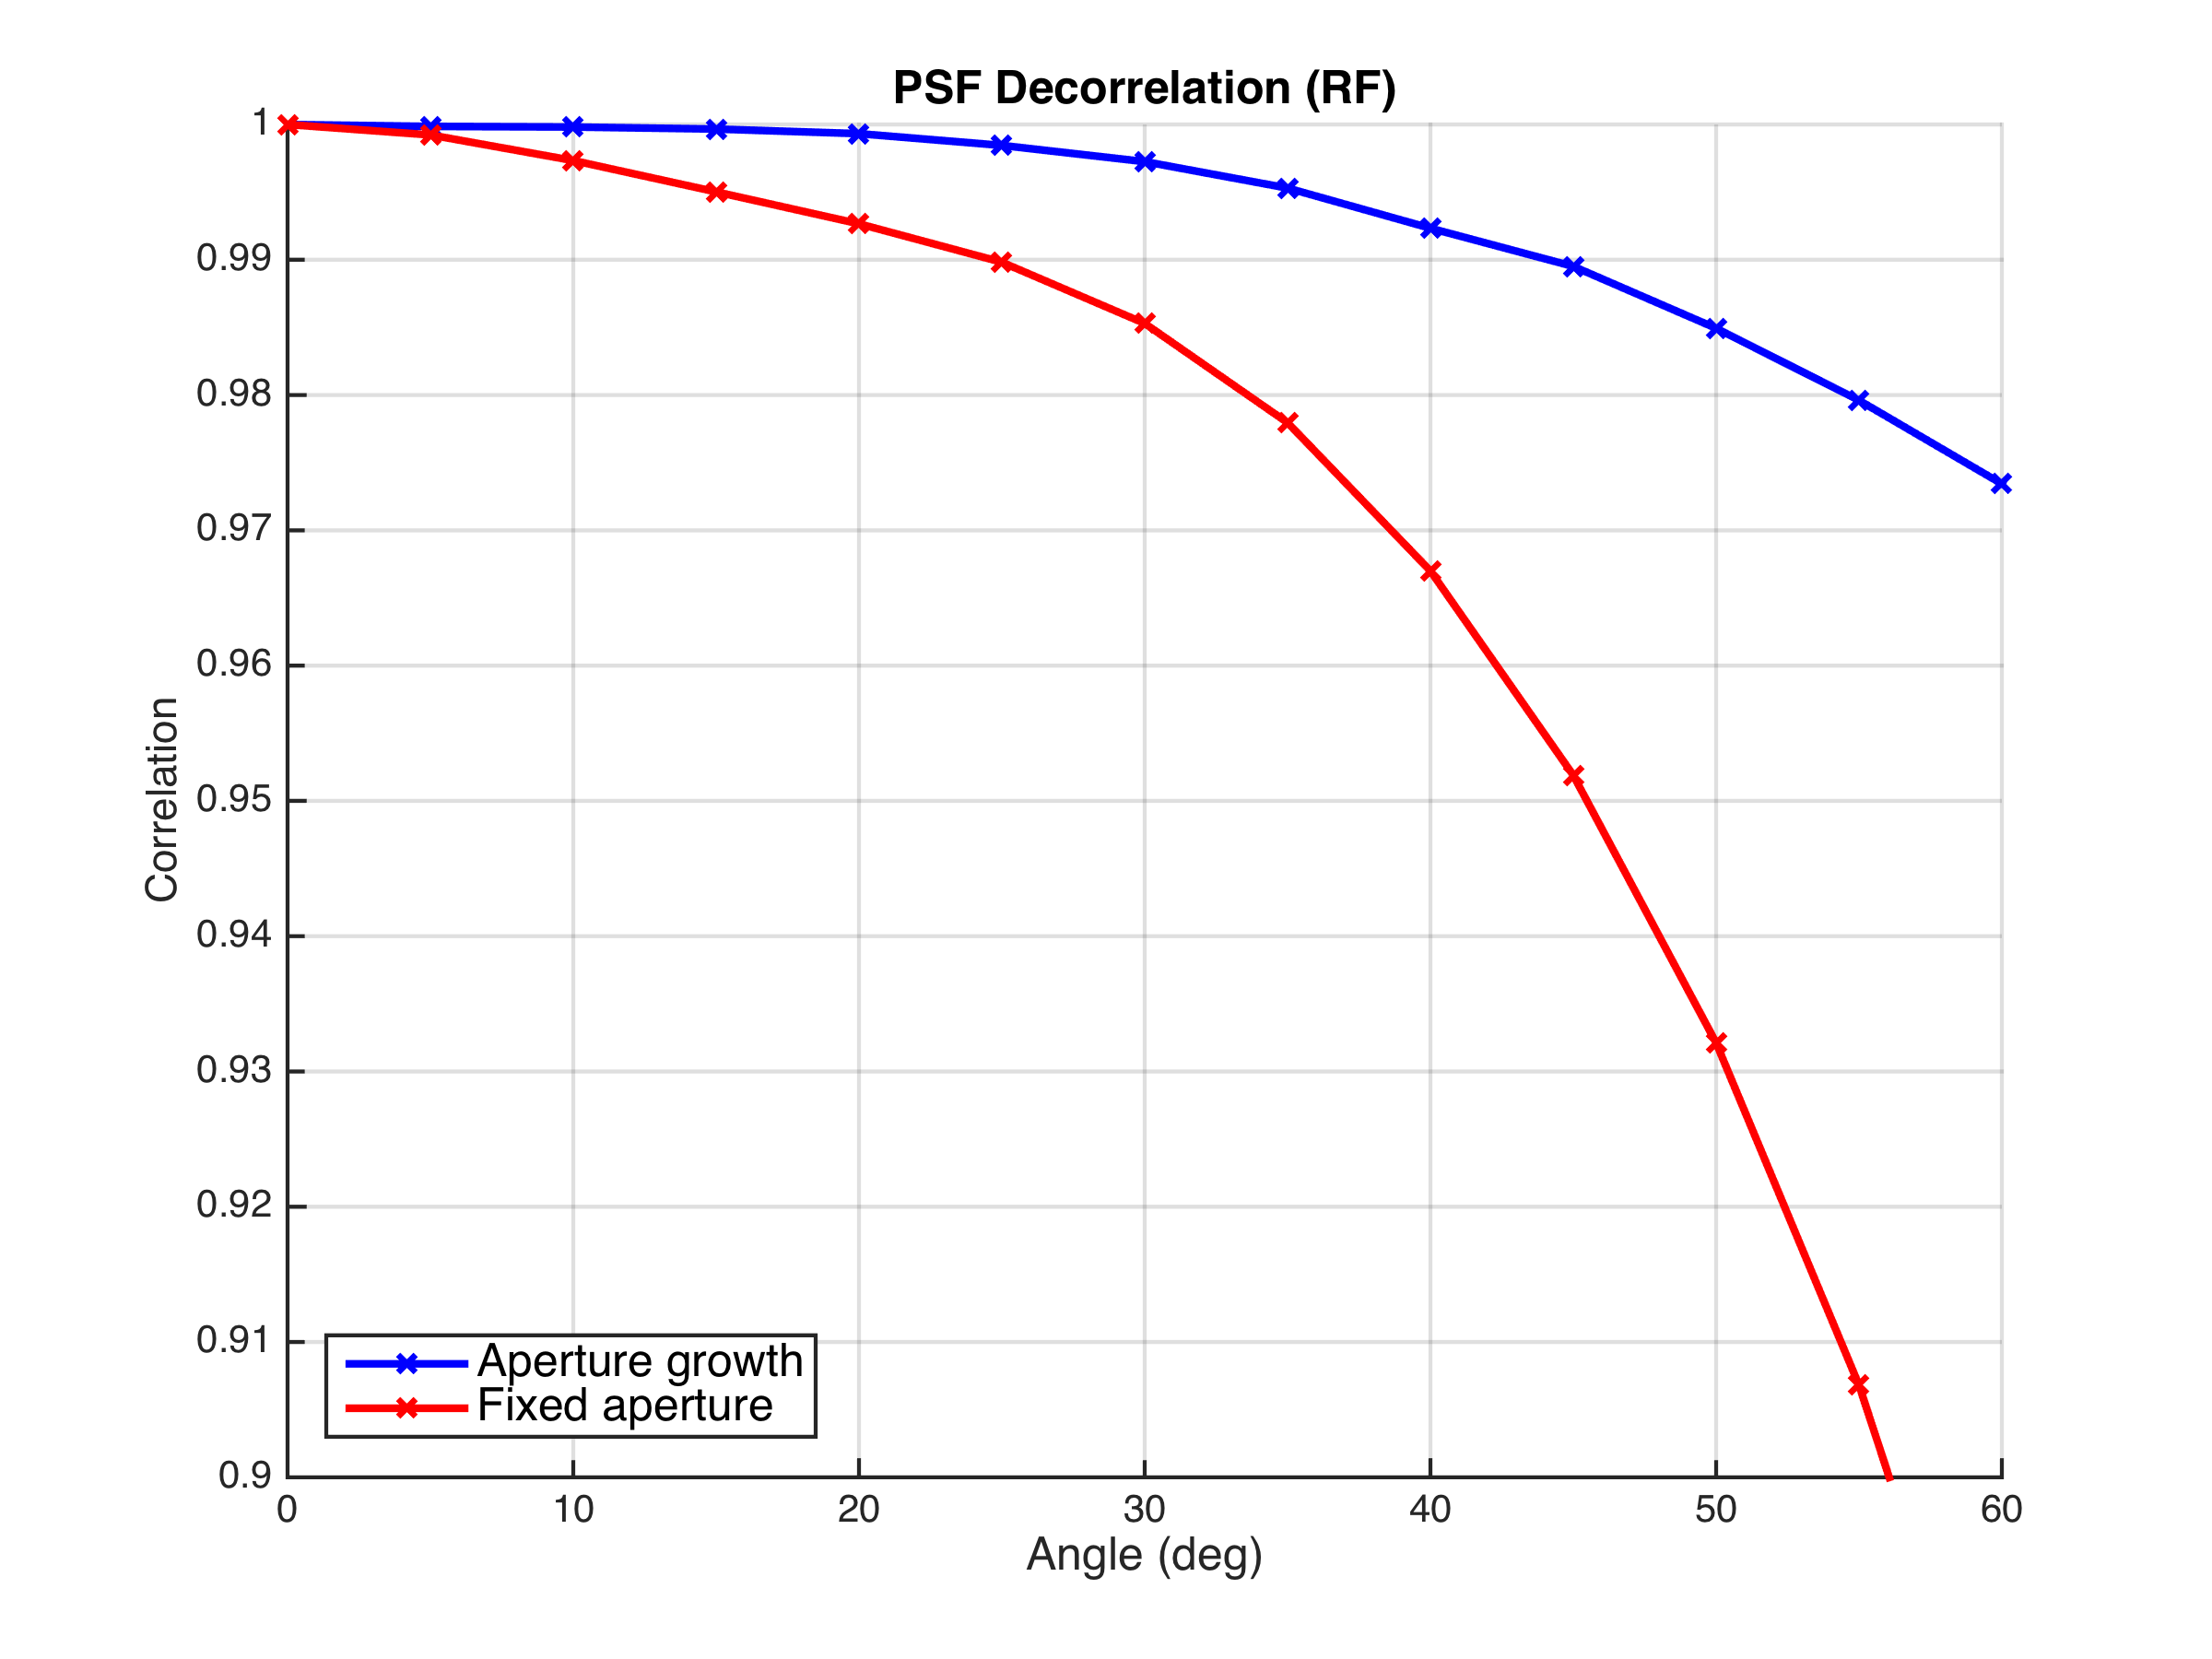 PSF Decorrelation (RF)
1
0.99
0.98
0.97
0.96
0.95
0.94
0.93
0.92
0.91
0.9
Correlation
Aperture growth
Fixed aperture
0 10 20 30 40 50 60
Angle (deg)